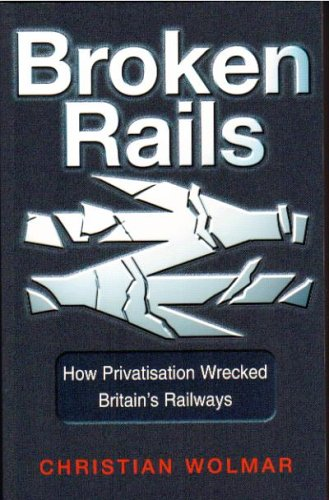 Broken
Rails
How Privatisation Wrecked
Britain's Railways
CHRISTIAN WOLMAR